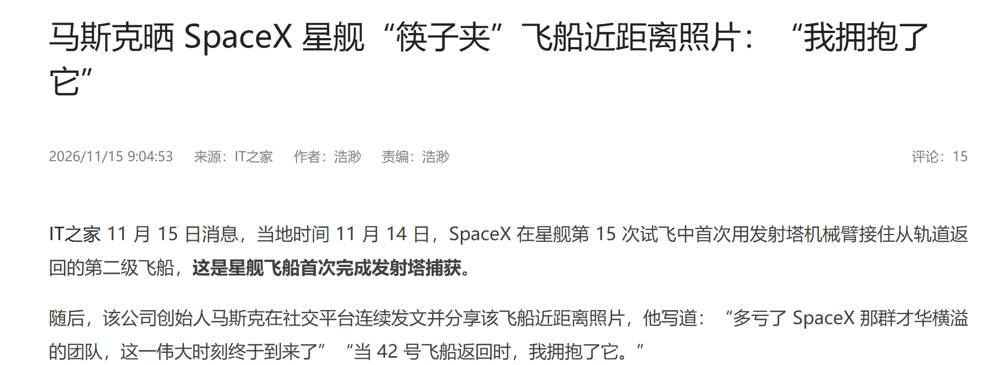 马斯克晒 SpaceX 星舰“筷子夹”飞船近距离照片：“我拥抱了
它”
2026/11/15 9:04:53 来源：IT之家 作者：浩渺 责编：浩渺 评论：15
IT之家 11 月 15 日消息，当地时间 11 月 14 日，SpaceX 在星舰第 15 次试飞中首次用发射塔机械臂接住从轨道返
回的第二级飞船，这是星舰飞船首次完成发射塔捕获。
随后，该公司创始人马斯克在社交平台连续发文并分享该飞船近距离照片，他写道：“多亏了 SpaceX 那群才华横溢
的团队，这一伟大时刻终于到来了”“当 42 号飞船返回时，我拥抱了它。”